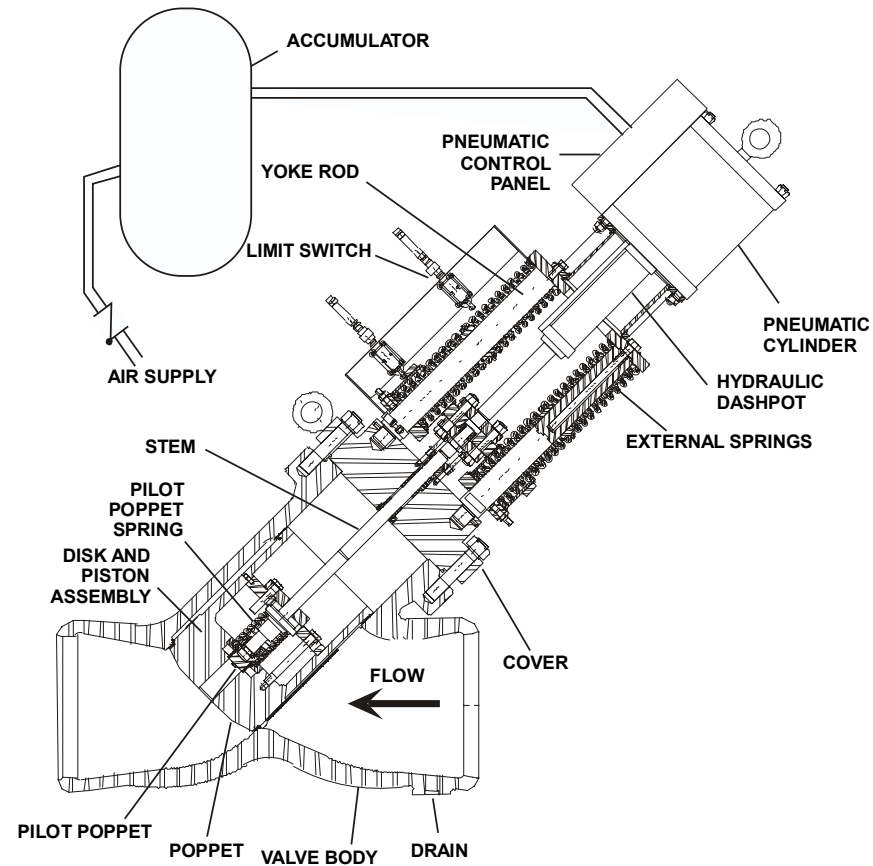 ACCUMULATOR
PNEUMATIC
CONTROL
PANEL
YOKE ROD
LIMIT SWITCH
PNEUMATIC
CYLINDER
AIR SUPPLY
HYDRAULIC
DASHPOT
EXTERNAL SPRINGS
STEM
PILOT
POPPET
SPRING
DISK AND
PISTON
ASSEMBLY
COVER
FLOW
PILOT POPPET
POPPET
VALVE BODY
DRAIN